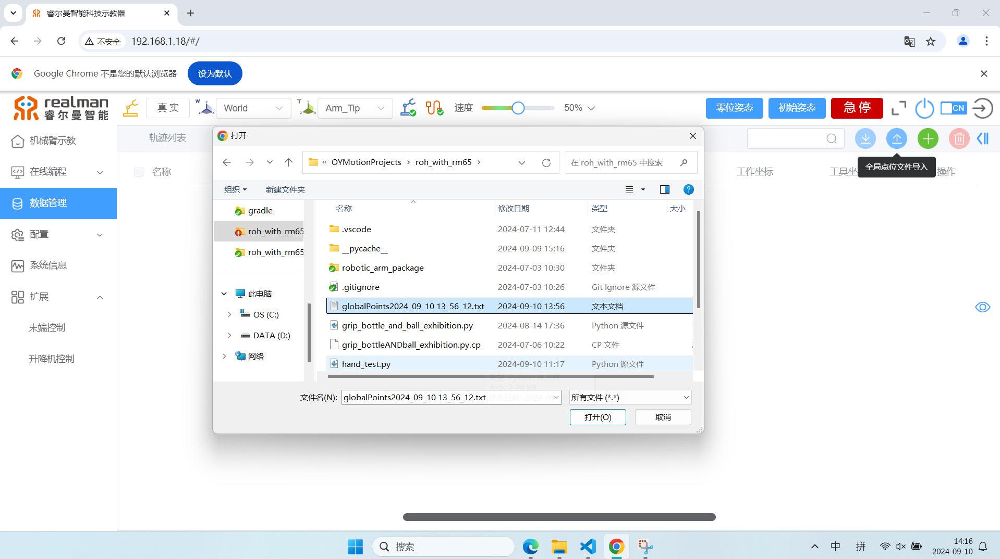 睿尔曼智能科技示教器
不安全
192.168.1.18/#/
Google Chrome 不是您的默认浏览器
设为默认
realman
睿尔曼智能
真 实
W
Y
Z
X
World
T
Y
Z
X
Arm_Tip
速度
50%
零位姿态
初始姿态
急 停
CN
机械臂示教
在线编程
数据管理
配置
系统信息
扩展
末端控制
升降机控制
轨迹列表
名称
工作坐标
工具坐
操作
全局点位文件导入
打开
« OYMotionProjects › roh_with_rm65 ›
在 roh_with_rm65 中搜索
组织
新建文件夹
?
gradle
roh_with_rm65
roh_with_rm65
此电脑
OS (C:)
DATA (D:)
网络
名称 修改日期 类型 大小
.vscode 2024-07-11 12:44 文件夹
__pycache__ 2024-09-09 15:16 文件夹
robotic_arm_package 2024-07-03 10:30 文件夹
.gitignore 2024-07-03 10:26 Git Ignore 源文件
globalPoints2024_09_10 13_56_12.txt 2024-09-10 13:56 文本文档
grip_bottle_and_ball_exhibition.py 2024-08-14 17:36 Python 源文件
grip_bottleANDball_exhibition.py.cp 2024-07-06 10:22 CP 文件
hand_test.py 2024-09-10 11:17 Python 源文件
类型: Python 源文件
大小: 7.29 KB
修改日期: 2024-0
文件名(N):
globalPoints2024_09_10 13_56_12.txt
所有文件 (*.*)
打开(O)
取消
搜索
中
拼
14:16
2024-09-10